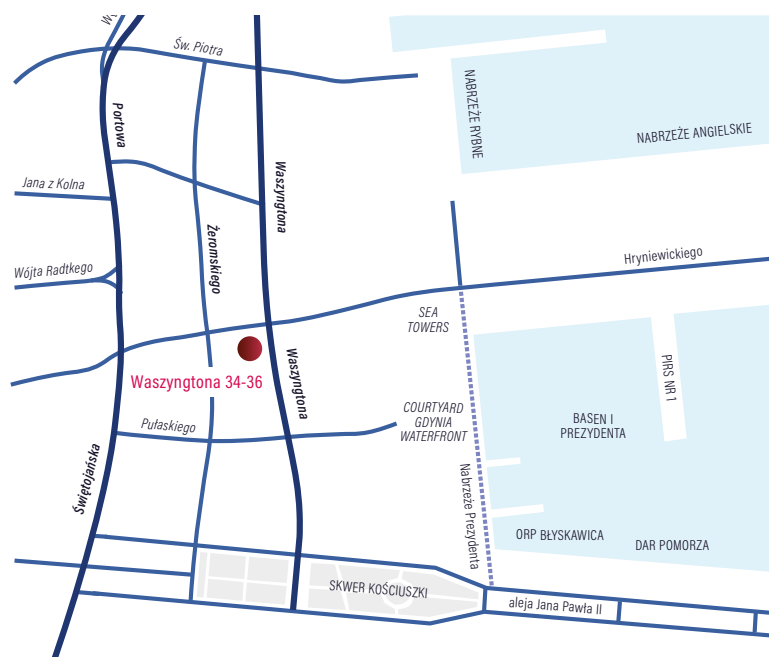 Św. Piotra
NABRZEŻE RYBNE
NABRZEŻE ANGIELSKIE
Portowa
Waszyngtona
Jana z Kolna
Żeromskiego
Hryniewickiego
Wójta Radtkego
SEA
TOWERS
Waszyngtona
PIRS NR 1
Waszyngtona 34-36
COURTYARD
GDYNIA
WATERFRONT
BASEN I
PREZYDENTA
Pułaskiego
Świętojańska
Nabrzeże Prezydenta
ORP BŁYSKAWICA
DAR POMORZA
SKWER KOŚCIUSZKI
aleja Jana Pawła II